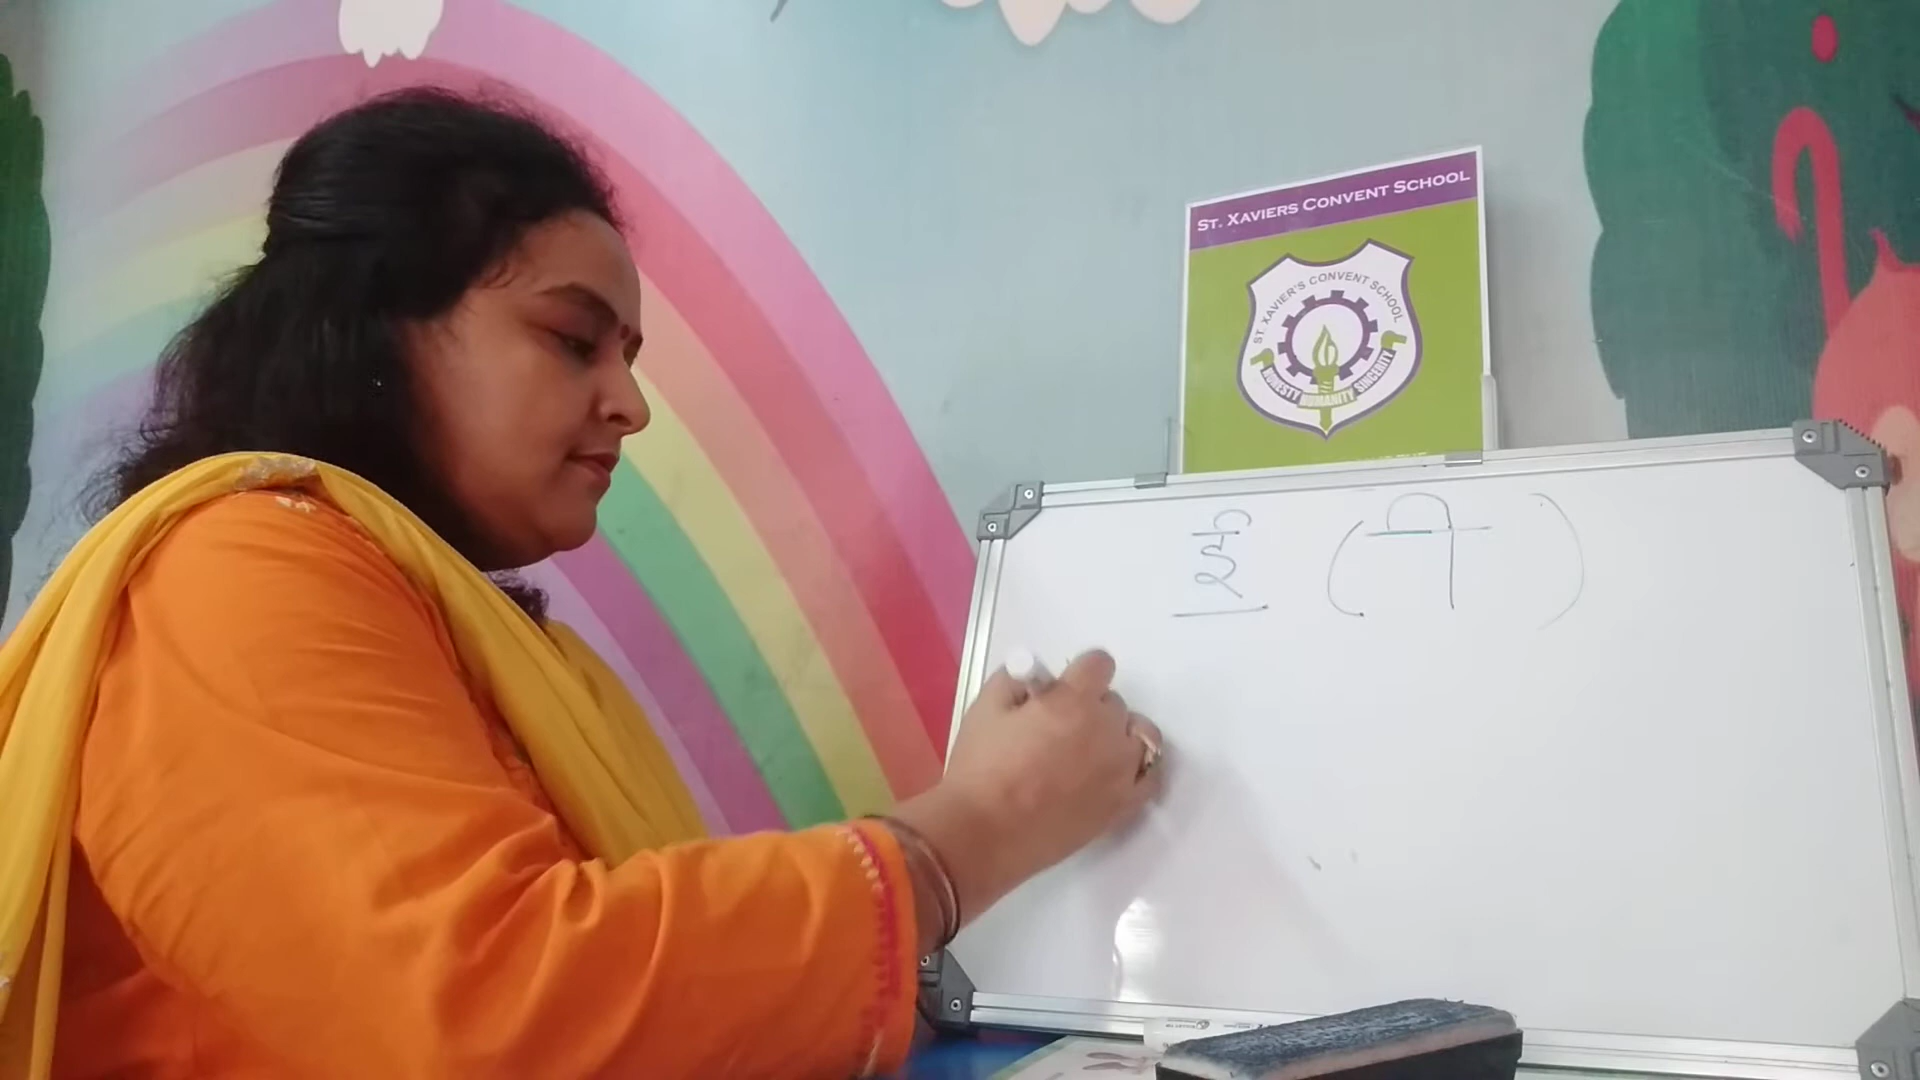 ST. XAVIERS CONVENT SCHOOL
ST. XAVIER'S CONVENT SCHOOL
HONESTY HUMANITY SINCERITY
ई ( ी )